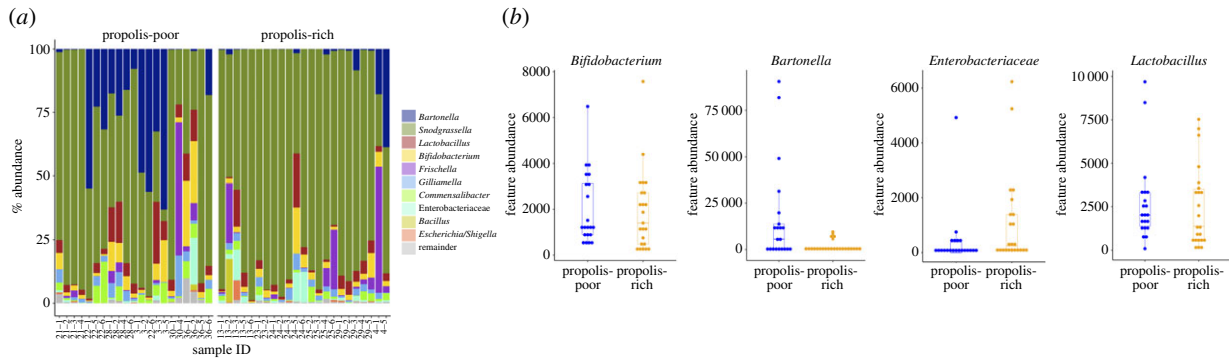 (a)
propolis-poor propolis-rich
100
75
50
25
0
% abundance
sample ID
Bartonella
Snodgrassella
Lactobacillus
Bifidobacterium
Frischella
Gilliamella
Commensalibacter
Enterobacteriaceae
Bacillus
Escherichia/Shigella
remainder
(b)
Bifidobacterium
8000
6000
4000
2000
0
feature abundance
propolis- propolis-
poor rich
Bartonella
75 000
50 000
25 000
0
feature abundance
propolis- propolis-
poor rich
Enterobacteriaceae
6000
4000
2000
0
feature abundance
propolis- propolis-
poor rich
Lactobacillus
10 000
7500
5000
2500
0
feature abundance
propolis- propolis-
poor rich